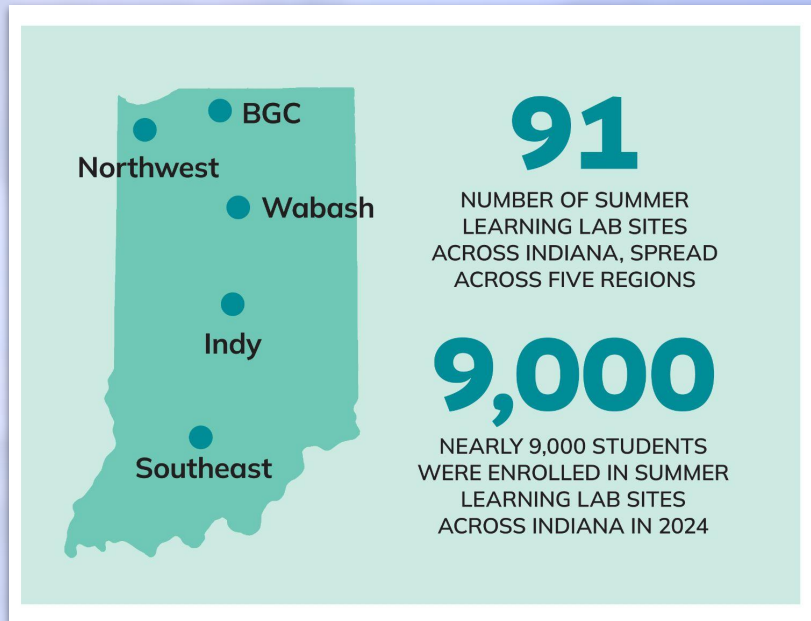 BGC
Northwest
Wabash
Indy
Southeast
91
NUMBER OF SUMMER
LEARNING LAB SITES
ACROSS INDIANA, SPREAD
ACROSS FIVE REGIONS
9,000
NEARLY 9,000 STUDENTS
WERE ENROLLED IN SUMMER
LEARNING LAB SITES
ACROSS INDIANA IN 2024